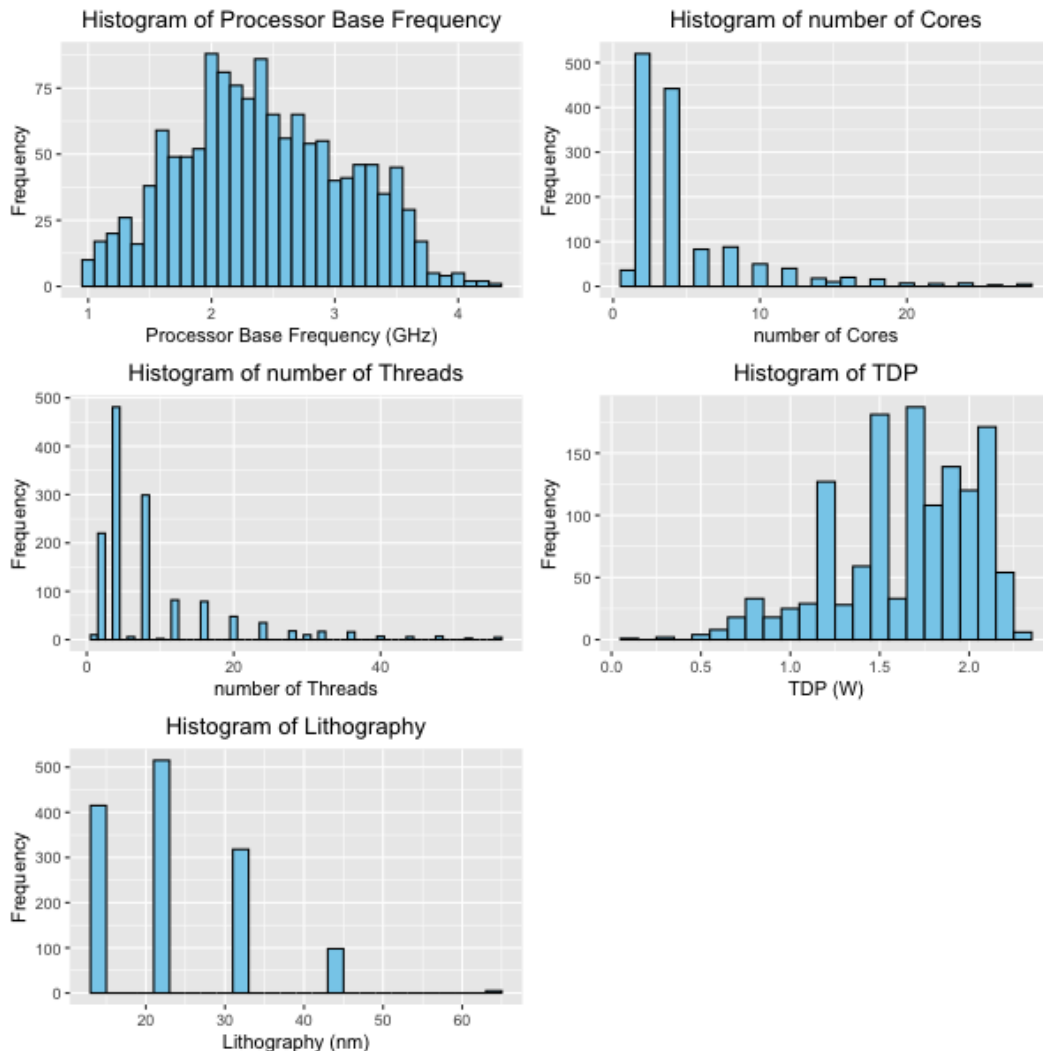 Histogram of Processor Base Frequency
Frequency
75
50
25
0
1 2 3 4
Processor Base Frequency (GHz)
Histogram of number of Cores
Frequency
500
400
300
200
100
0
0 10 20
number of Cores
Histogram of number of Threads
Frequency
500
400
300
200
100
0
0 20 40
number of Threads
Histogram of TDP
Frequency
150
100
50
0
0.0 0.5 1.0 1.5 2.0
TDP (W)
Histogram of Lithography
Frequency
500
400
300
200
100
0
20 30 40 50 60
Lithography (nm)